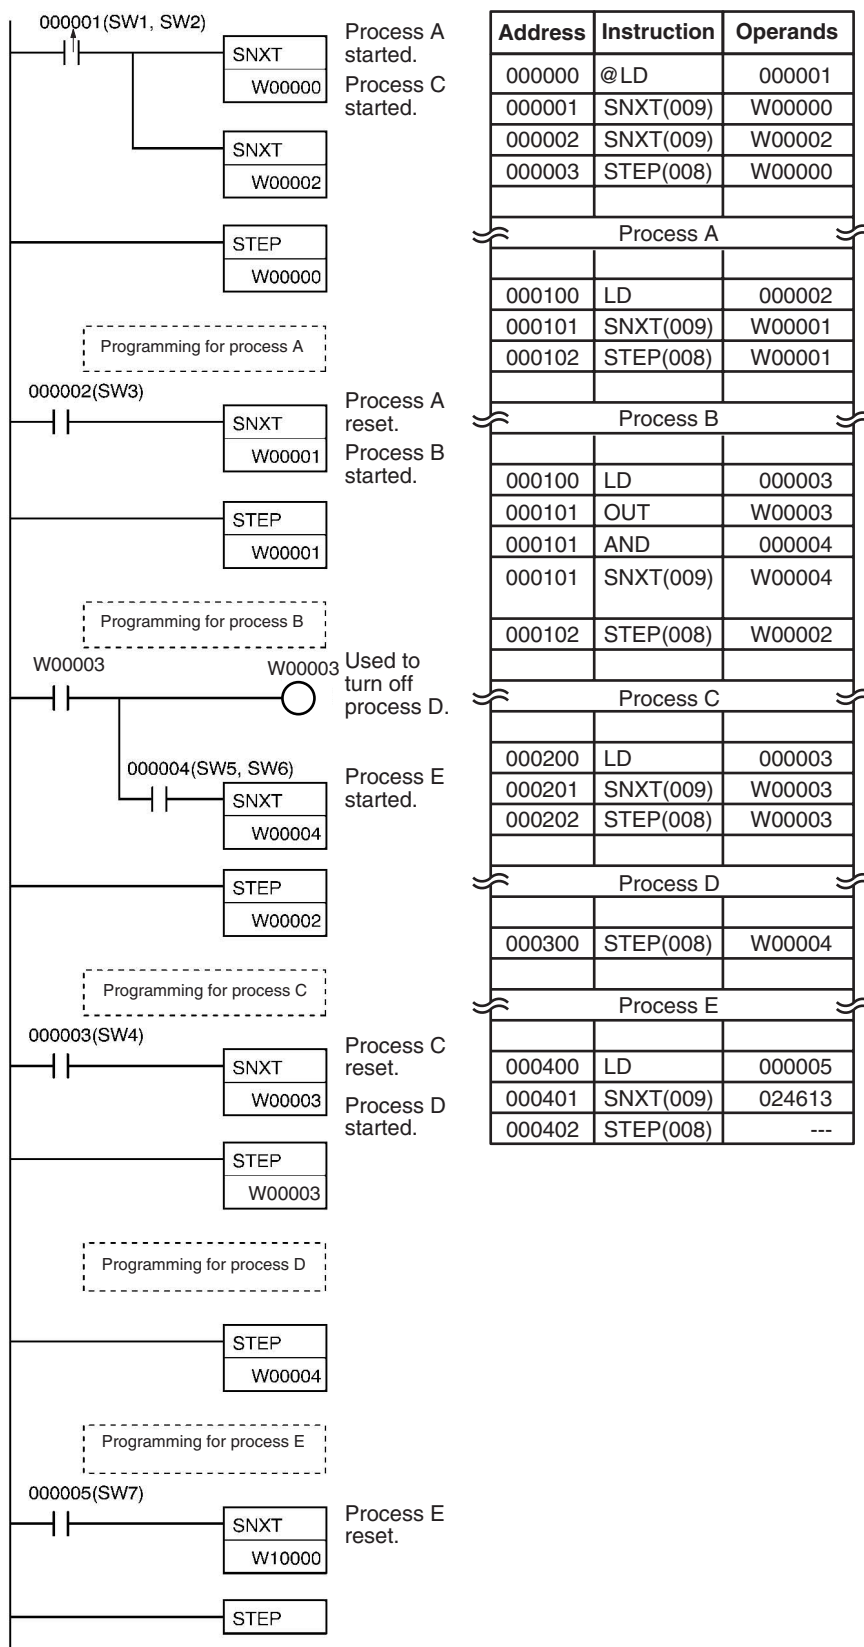 000001(SW1, SW2)
SNXT
W00000
Process A
started.
Process C
started.
SNXT
W00002
STEP
W00000
Programming for process A
000002(SW3)
SNXT
W00001
Process A
reset.
Process B
started.
STEP
W00001
Programming for process B
W00003
W00003
Used to
turn off
process D.
000004(SW5, SW6)
SNXT
W00004
Process E
started.
STEP
W00002
Programming for process C
000003(SW4)
SNXT
W00003
Process C
reset.
Process D
started.
STEP
W00003
Programming for process D
STEP
W00004
Programming for process E
000005(SW7)
SNXT
W10000
Process E
reset.
STEP
Address Instruction Operands
000000 @LD 000001
000001 SNXT(009) W00000
000002 SNXT(009) W00002
000003 STEP(008) W00000
Process A
000100 LD 000002
000101 SNXT(009) W00001
000102 STEP(008) W00001
Process B
000100 LD 000003
000101 OUT W00003
000101 AND 000004
000101 SNXT(009) W00004
000102 STEP(008) W00002
Process C
000200 LD 000003
000201 SNXT(009) W00003
000202 STEP(008) W00003
Process D
000300 STEP(008) W00004
Process E
000400 LD 000005
000401 SNXT(009) 024613
000402 STEP(008) ---